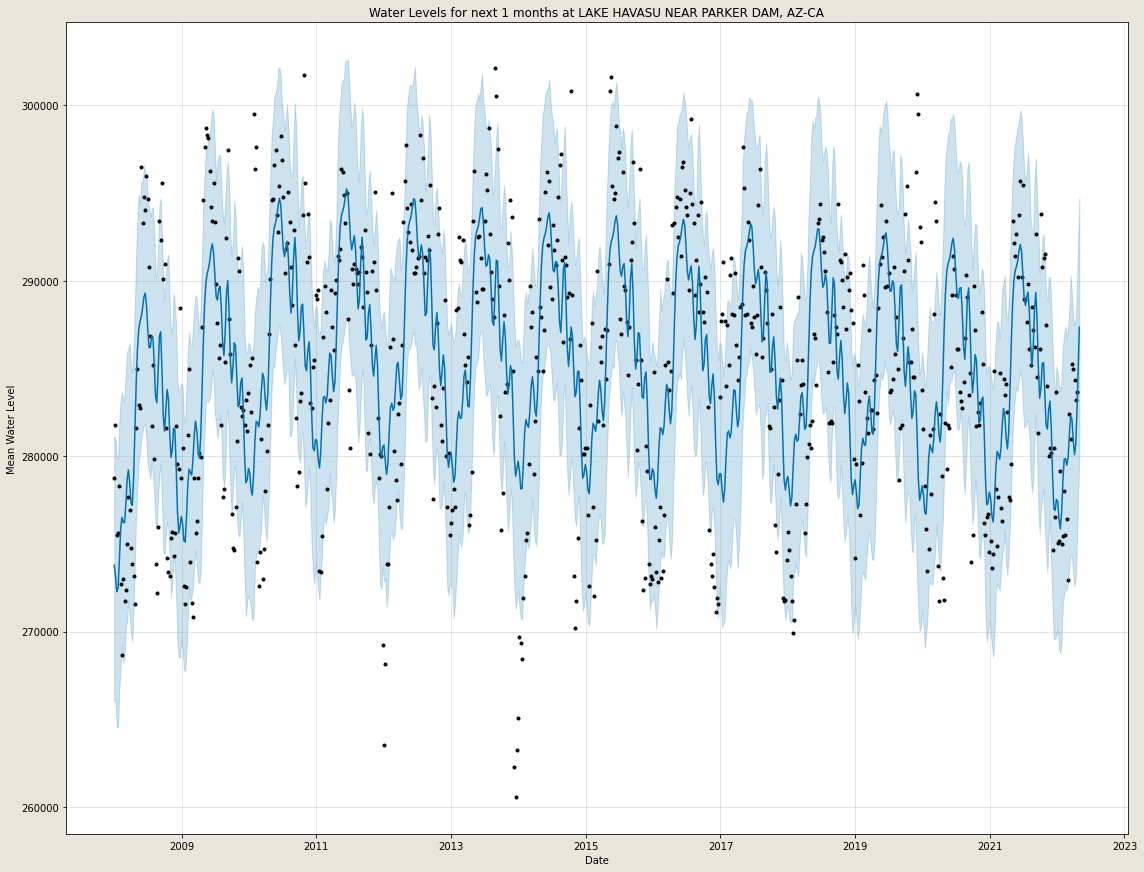 Water Levels for next 1 months at LAKE HAVASU NEAR PARKER DAM, AZ-CA
Mean Water Level
300000
290000
280000
270000
260000
2009 2011 2013 2015 2017 2019 2021 2023
Date